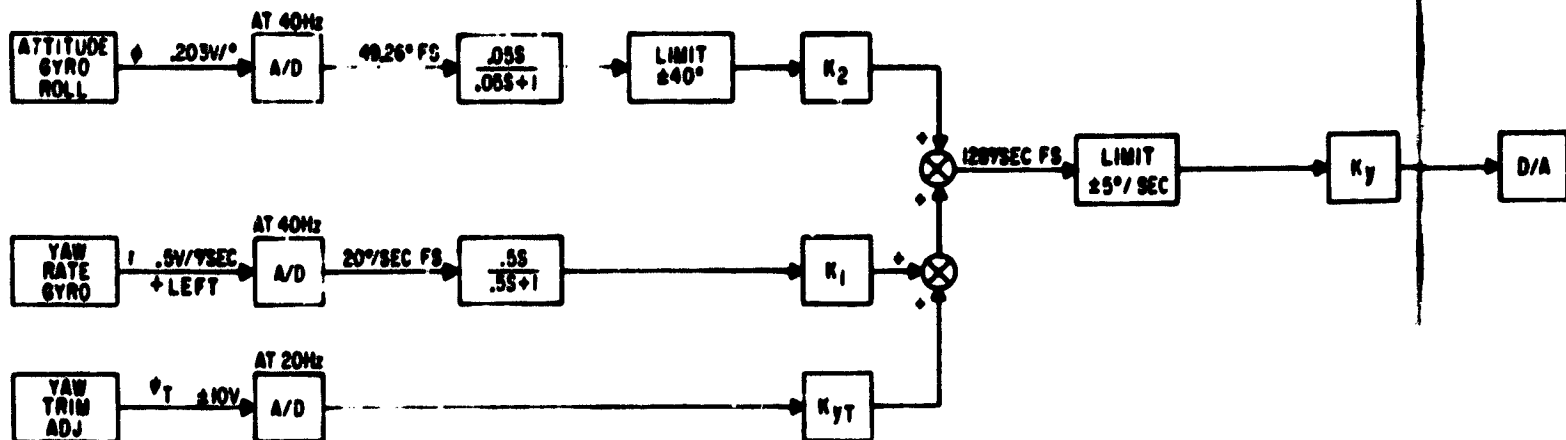 AT 40Hz
ATTITUDE
GYRO
ROLL
ϕ .203V/°
A/D
49.26° FS
.05S
.05S+1
LIMIT
±40°
K2
+
+
128°/SEC FS
LIMIT
±5°/SEC
Ky
D/A
AT 40Hz
YAW
RATE
GYRO
.5V/°/SEC
+LEFT
A/D
20°/SEC FS
.5S
.5S+1
K1
+
+
AT 20Hz
YAW
TRIM
ADJ
ϕT ±10V
A/D
KyT